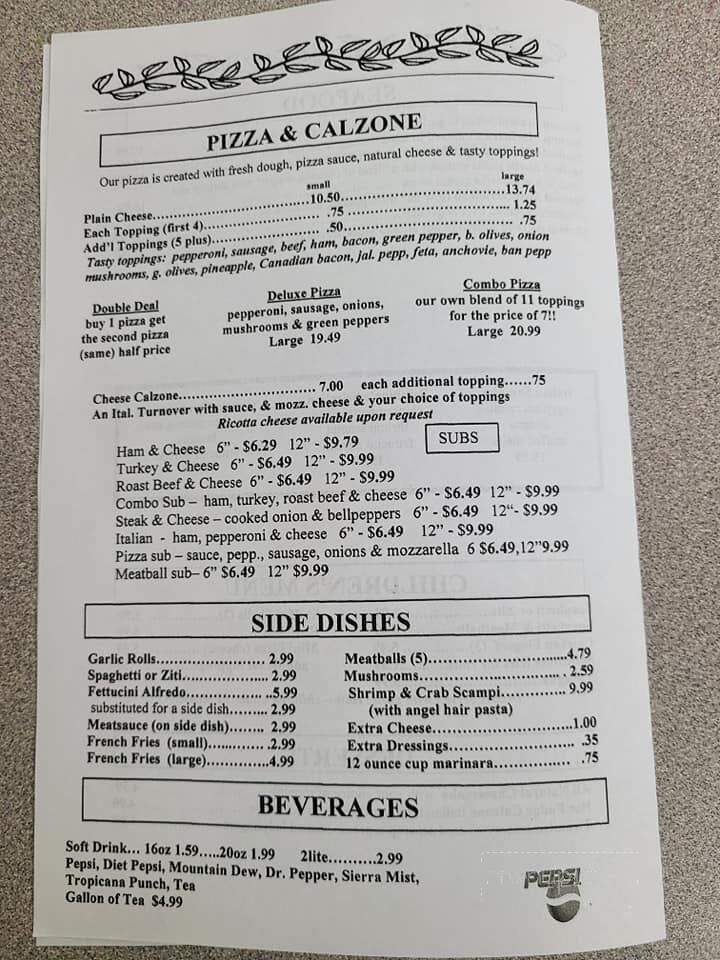 PIZZA & CALZONE
Our pizza is created with fresh dough, pizza sauce, natural cheese & tasty toppings!
small large
Plain Cheese..............................10.50..............................13.74
Each Topping (first 4)..................... .75 .............................. 1.25
Add'l Toppings (5 plus)................... .50.............................. .75
Tasty toppings: pepperoni, sausage, beef, ham, bacon, green pepper, b. olives, onion
mushrooms, g. olives, pineapple, Canadian bacon, jal. pepp, feta, anchovie, ban pepp
Double Deal
buy 1 pizza get
the second pizza
(same) half price
Deluxe Pizza
pepperoni, sausage, onions,
mushrooms & green peppers
Large 19.49
Combo Pizza
our own blend of 11 toppings
for the price of 7!!
Large 20.99
Cheese Calzone.............................. 7.00 each additional topping......75
An Ital. Turnover with sauce, & mozz. cheese & your choice of toppings
Ricotta cheese available upon request
SUBS
Ham & Cheese 6” - $6.29 12” - $9.79
Turkey & Cheese 6” - $6.49 12” - $9.99
Roast Beef & Cheese 6” - $6.49 12” - $9.99
Combo Sub – ham, turkey, roast beef & cheese 6” - $6.49 12” - $9.99
Steak & Cheese – cooked onion & bellpeppers 6” - $6.49 12“- $9.99
Italian - ham, pepperoni & cheese 6” - $6.49 12” - $9.99
Pizza sub – sauce, pepp., sausage, onions & mozzarella 6 $6.49,12”9.99
Meatball sub– 6” $6.49 12” $9.99
SIDE DISHES
Garlic Rolls........................ 2.99
Spaghetti or Ziti................... 2.99
Fettucini Alfredo.................. ..5.99
substituted for a side dish......... 2.99
Meatsauce (on side dish)........ 2.99
French Fries (small)............ .2.99
French Fries (large).............4.99
Meatballs (5)..............................4.79
Mushrooms.............................. . 2.59
Shrimp & Crab Scampi............ 9.99
(with angel hair pasta)
Extra Cheese..............................1.00
Extra Dressings........................... .35
12 ounce cup marinara................ .75
BEVERAGES
Soft Drink... 16oz 1.59.....20oz 1.99 2lite..........2.99
Pepsi, Diet Pepsi, Mountain Dew, Dr. Pepper, Sierra Mist,
Tropicana Punch, Tea
Gallon of Tea $4.99
PEPSI